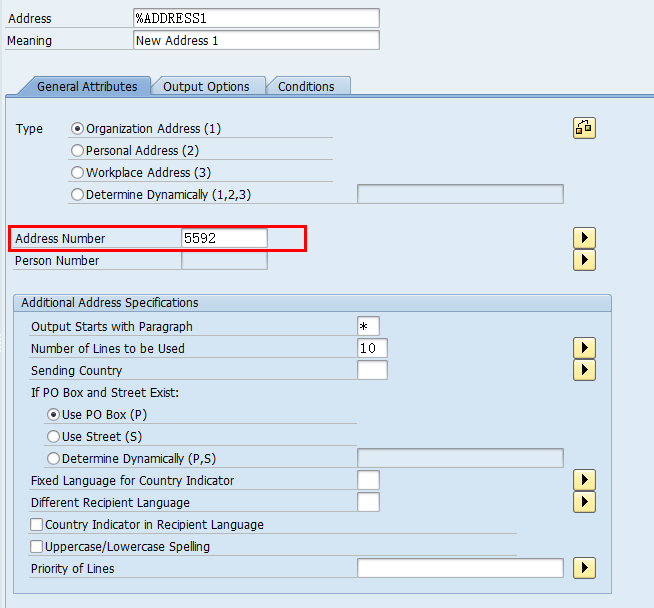 Address %ADDRESS1
Meaning New Address 1
General Attributes Output Options Conditions
Type Organization Address (1)
Personal Address (2)
Workplace Address (3)
Determine Dynamically (1,2,3)
Address Number 5592
Person Number
Additional Address Specifications
Output Starts with Paragraph *
Number of Lines to be Used 10
Sending Country
If PO Box and Street Exist:
Use PO Box (P)
Use Street (S)
Determine Dynamically (P,S)
Fixed Language for Country Indicator
Different Recipient Language
Country Indicator in Recipient Language
Uppercase/Lowercase Spelling
Priority of Lines